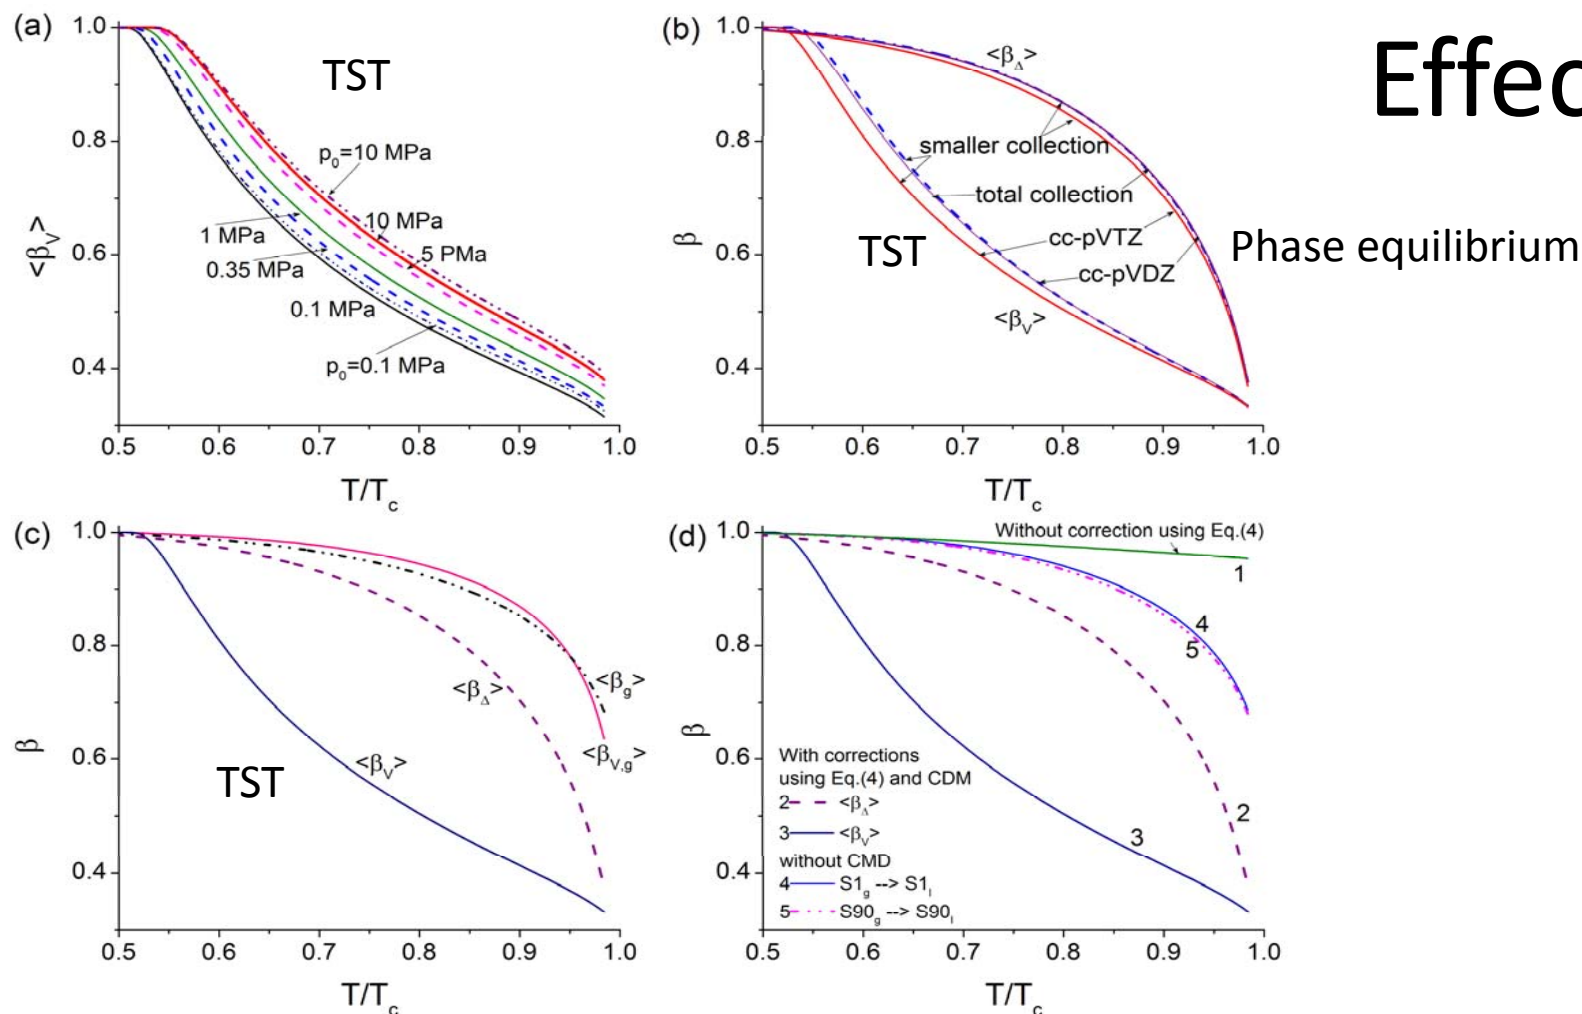 Effec
Phase equilibrium
(a)
TST
p₀=10 MPa
10 MPa
5 PMa
1 MPa
0.35 MPa
0.1 MPa
p₀=0.1 MPa
<βV>
1.0
0.8
0.6
0.4
0.5 0.6 0.7 0.8 0.9 1.0
T/Tc
(b)
<βΔ>
smaller collection
total collection
cc-pVTZ
cc-pVDZ
TST
<βV>
β
1.0
0.8
0.6
0.4
0.5 0.6 0.7 0.8 0.9 1.0
T/Tc
(c)
<βg>
<βΔ>
<βV,g>
<βV>
TST
β
1.0
0.8
0.6
0.4
0.5 0.6 0.7 0.8 0.9 1.0
T/Tc
(d)
Without correction using Eq.(4)
1
4
5
With corrections
using Eq.(4) and CDM
2 <βΔ>
2
3 <βV>
3
without CMD
4 S1g --> S1l
5 S90g --> S90l
β
1.0
0.8
0.6
0.4
0.5 0.6 0.7 0.8 0.9 1.0
T/Tc